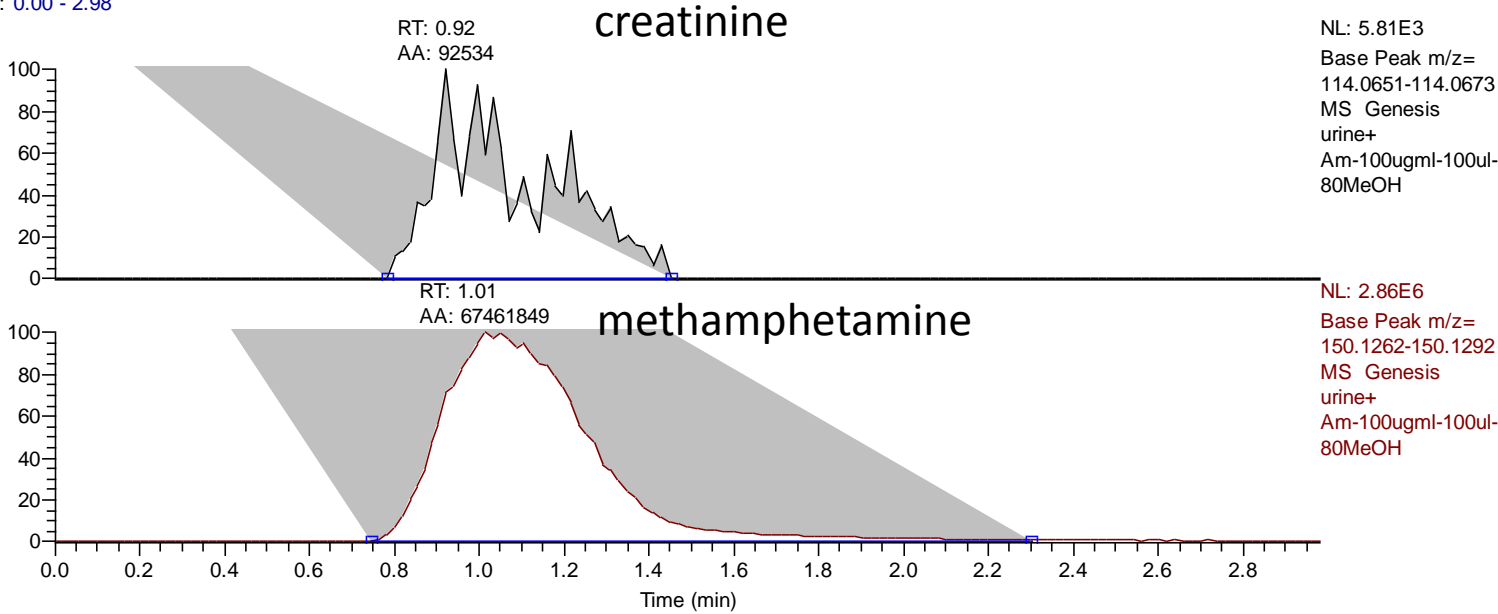 : 0.00 - 2.98
creatinine
RT: 0.92
AA: 92534
NL: 5.81E3
Base Peak m/z=
114.0651-114.0673
MS Genesis
urine+
Am-100ugml-100ul-
80MeOH
100
80
60
40
20
0
methamphetamine
RT: 1.01
AA: 67461849
NL: 2.86E6
Base Peak m/z=
150.1262-150.1292
MS Genesis
urine+
Am-100ugml-100ul-
80MeOH
100
80
60
40
20
0
0.0 0.2 0.4 0.6 0.8 1.0 1.2 1.4 1.6 1.8 2.0 2.2 2.4 2.6 2.8
Time (min)